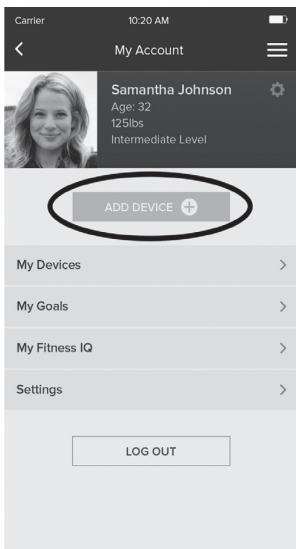 Carrier
10:20 AM
My Account
Samantha Johnson
Age: 32
125lbs
Intermediate Level
ADD DEVICE
My Devices
My Goals
My Fitness IQ
Settings
LOG OUT